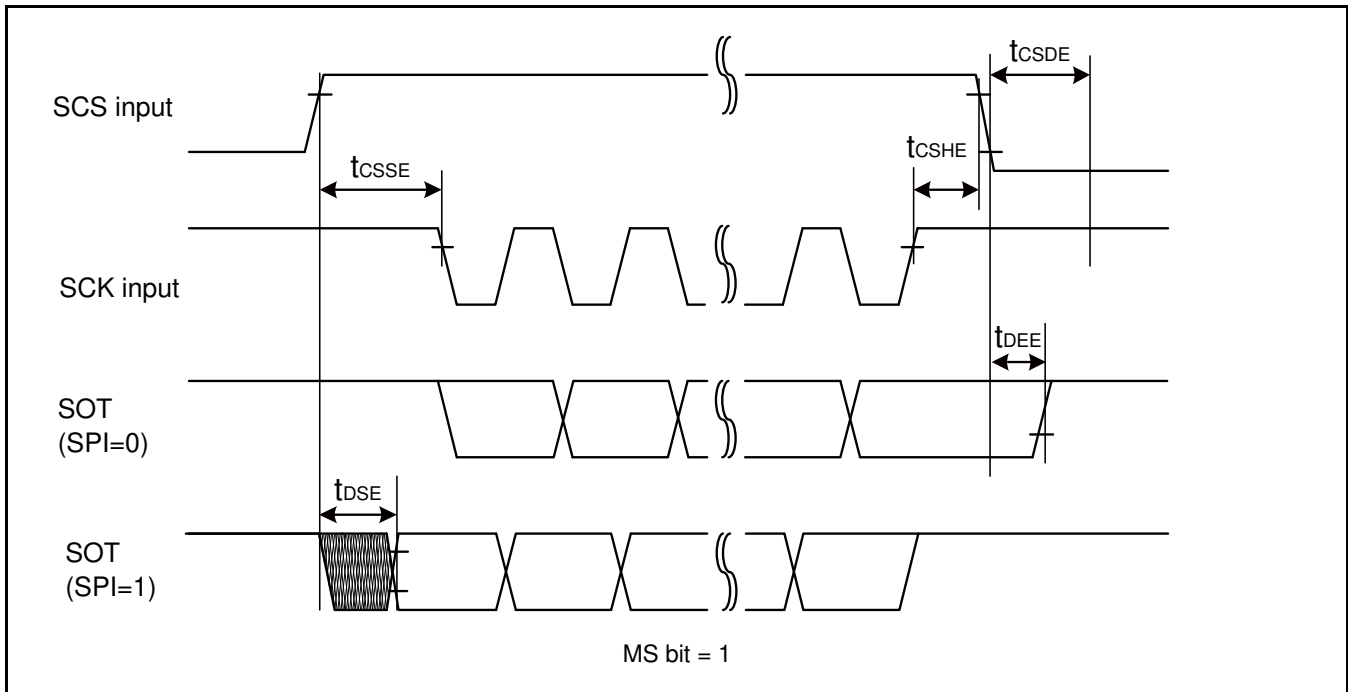 tCSDE
SCS input
tCSHE
tCSSE
SCK input
tDEE
SOT
(SPI=0)
tDSE
SOT
(SPI=1)
MS bit = 1